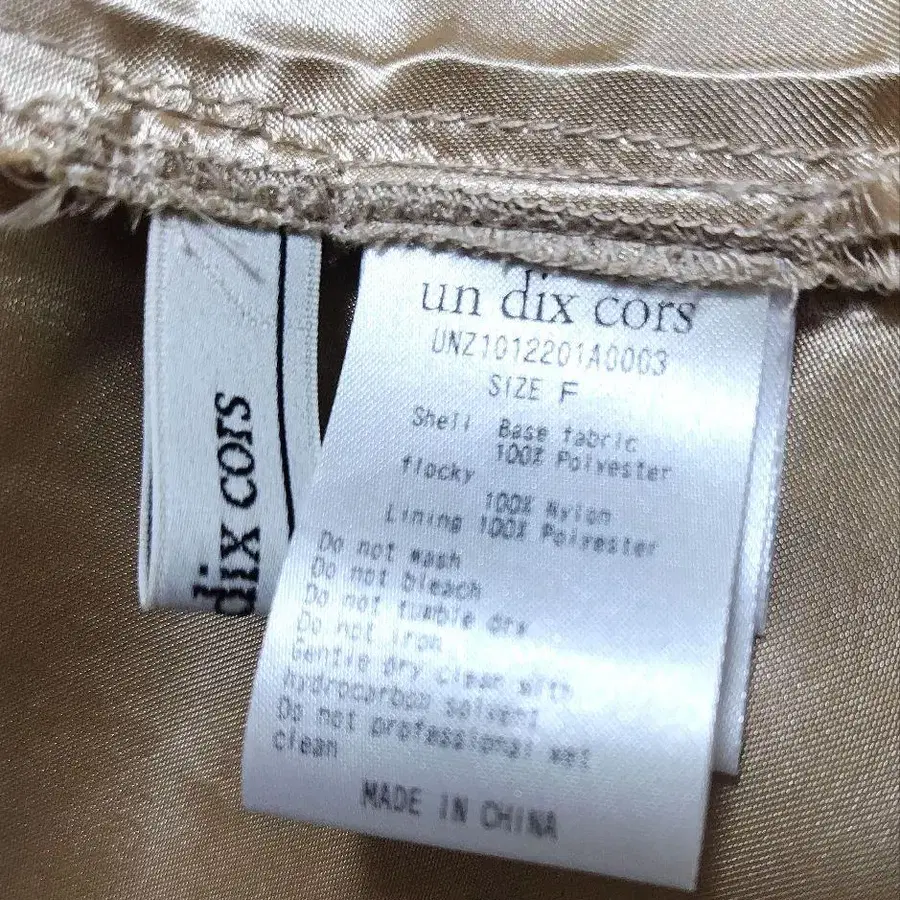 dix cors
un dix cors
UNZ1012201A0003
SIZE F
Shell Base fabric
100% Polyester
flocky
100% Nylon
Lining 100% Polyester
Do not wash
Do not bleach
Do not tumble dry
Do not iron
Gentle dry clean with
hydrocarbon solvent
Do not professional wet
clean
MADE IN CHINA